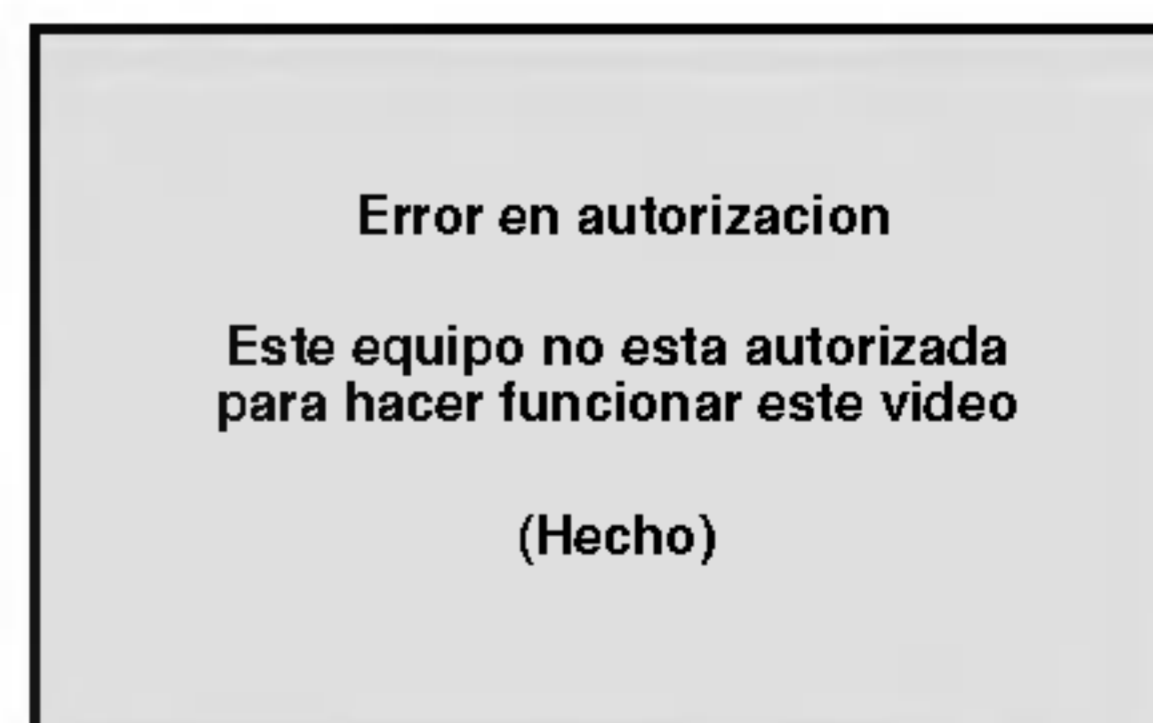 Error en autorizacion
Este equipo no esta autorizada
para hacer funcionar este video
(Hecho)